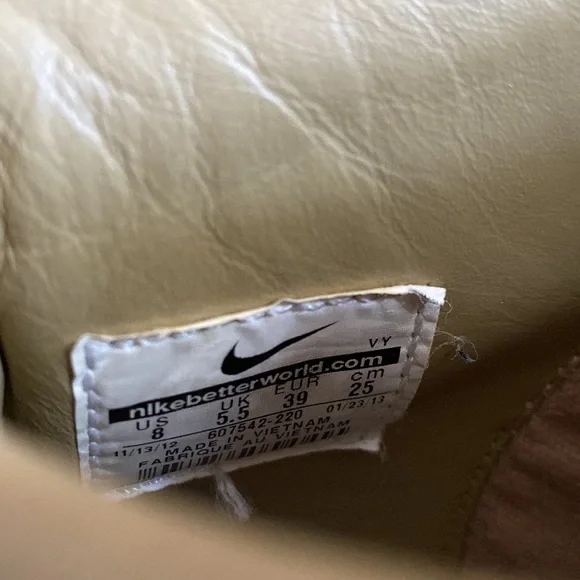 VY
nikebetterworld.com
US UK EUR cm
8 5.5 39 25
11/13/12 607542-220 01/23/13
MADE IN VIETNAM
FABRIQUE AU VIETNAM